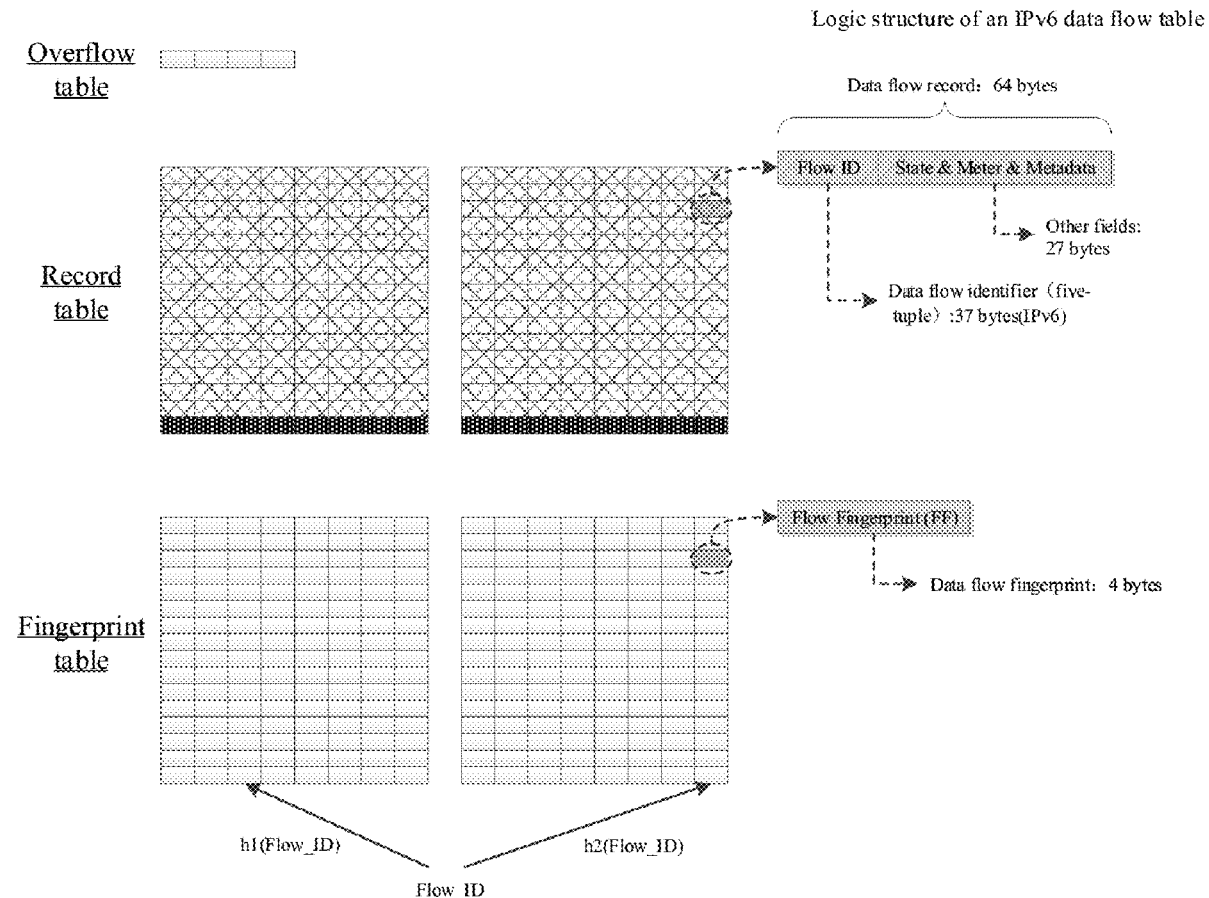 Logic structure of an IPv6 data flow table
Overflow
table
Data flow record: 64 bytes
Flow ID State & Meter & Metadata
Other fields:
27 bytes
Record
table
Data flow identifier（five-
tuple）:37 bytes(IPv6)
Flow Fingerprint (FF)
Data flow fingerprint: 4 bytes
Fingerprint
table
h1(Flow_ID)
h2(Flow_ID)
Flow_ID